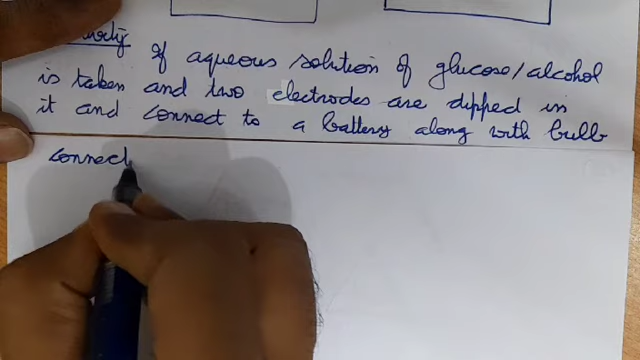 If aqueous solution of glucose/alcohol
is taken and two electrodes are dipped in
it and connect to a battery along with bulb
connect